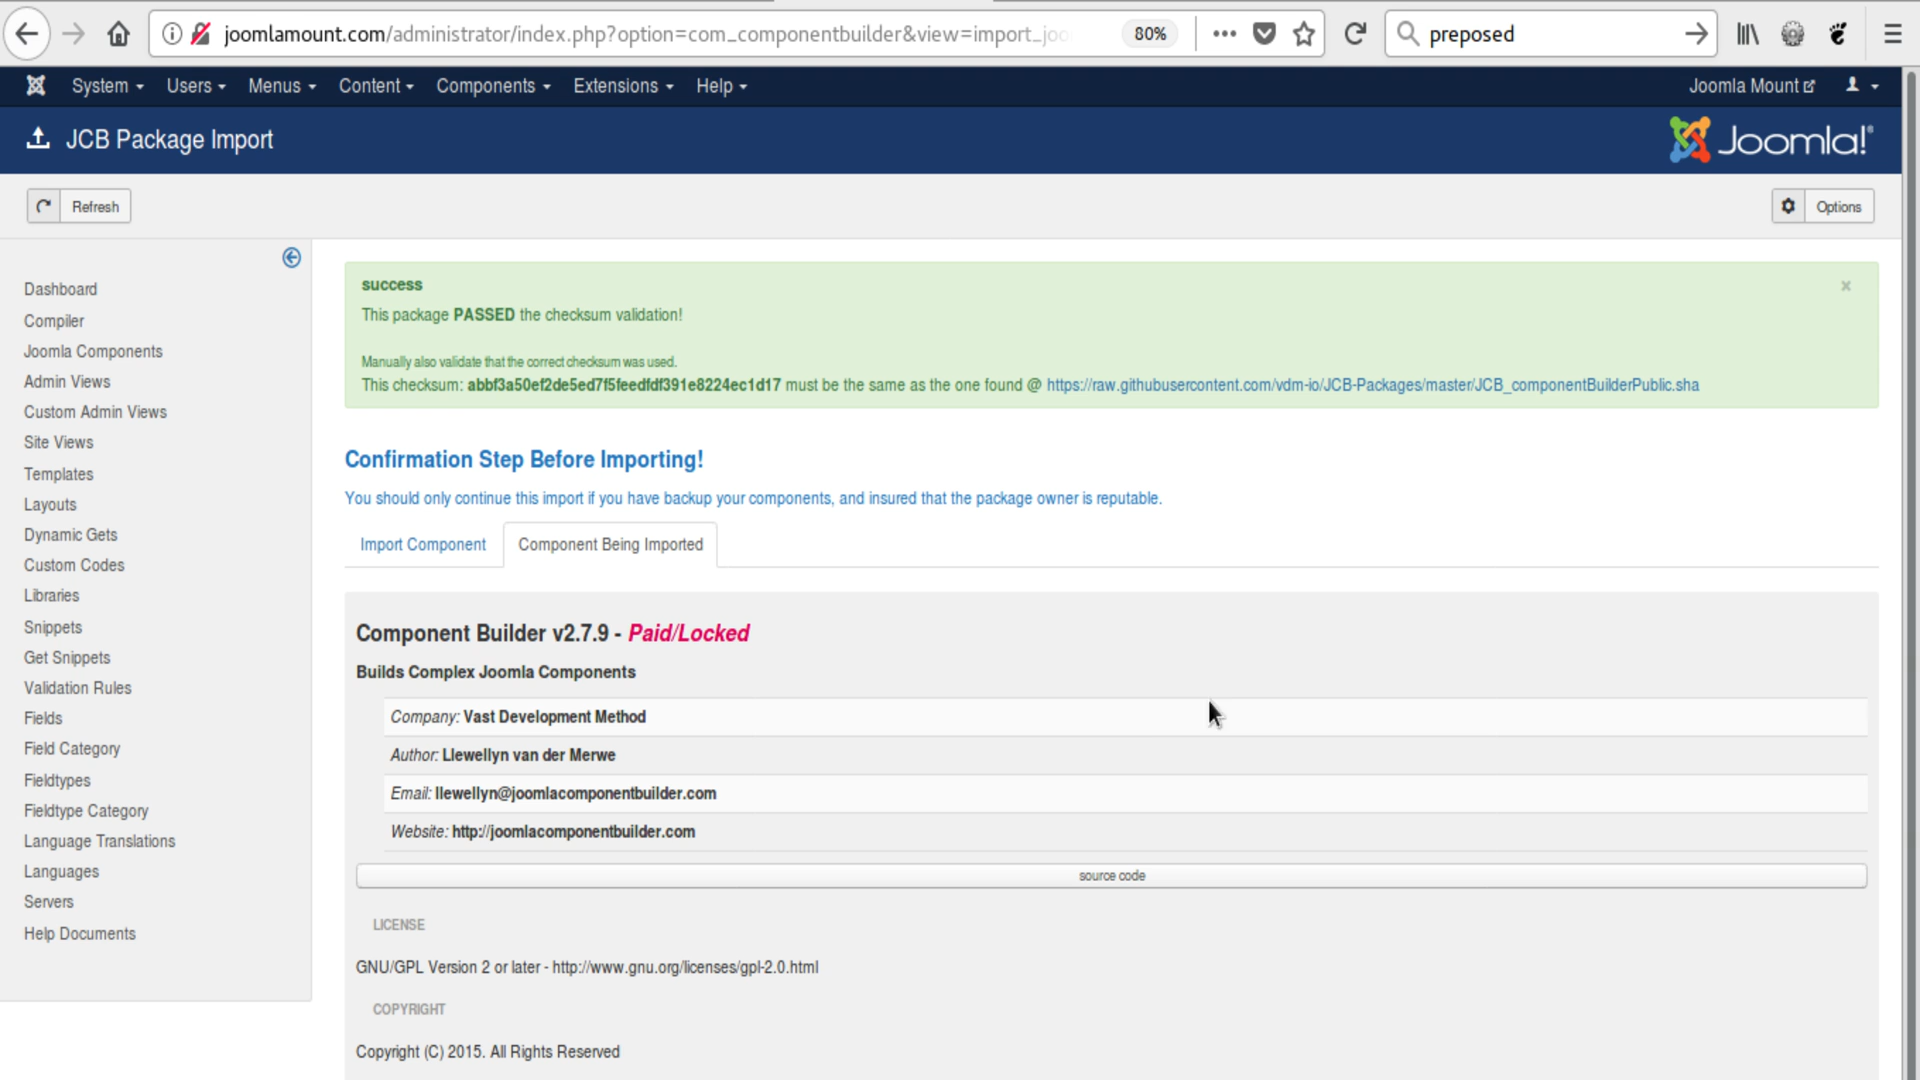 joomlamount.com/administrator/index.php?option=com_componentbuilder&view=import_joo
80%
preposed
System
Users
Menus
Content
Components
Extensions
Help
Joomla Mount
JCB Package Import
Joomla!®
Refresh
Options
Dashboard
Compiler
Joomla Components
Admin Views
Custom Admin Views
Site Views
Templates
Layouts
Dynamic Gets
Custom Codes
Libraries
Snippets
Get Snippets
Validation Rules
Fields
Field Category
Fieldtypes
Fieldtype Category
Language Translations
Languages
Servers
Help Documents
success
×
This package PASSED the checksum validation!
Manually also validate that the correct checksum was used.
This checksum: abbf3a50ef2de5ed7f5feedfdf391e8224ec1d17 must be the same as the one found @ https://raw.githubusercontent.com/vdm-io/JCB-Packages/master/JCB_componentBuilderPublic.sha
Confirmation Step Before Importing!
You should only continue this import if you have backup your components, and insured that the package owner is reputable.
Import Component
Component Being Imported
Component Builder v2.7.9 - Paid/Locked
Builds Complex Joomla Components
Company: Vast Development Method
Author: Llewellyn van der Merwe
Email: llewellyn@joomlacomponentbuilder.com
Website: http://joomlacomponentbuilder.com
source code
LICENSE
GNU/GPL Version 2 or later - http://www.gnu.org/licenses/gpl-2.0.html
COPYRIGHT
Copyright (C) 2015. All Rights Reserved